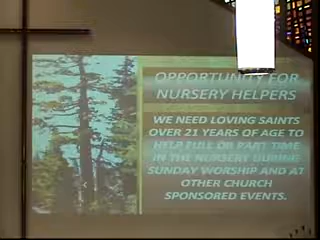 OPPORTUNITY FOR
NURSERY HELPERS
WE NEED LOVING SAINTS
OVER 21 YEARS OF AGE TO
HELP FULL OR PART TIME
IN THE NURSERY DURING
SUNDAY WORSHIP AND AT
OTHER CHURCH
SPONSORED EVENTS.